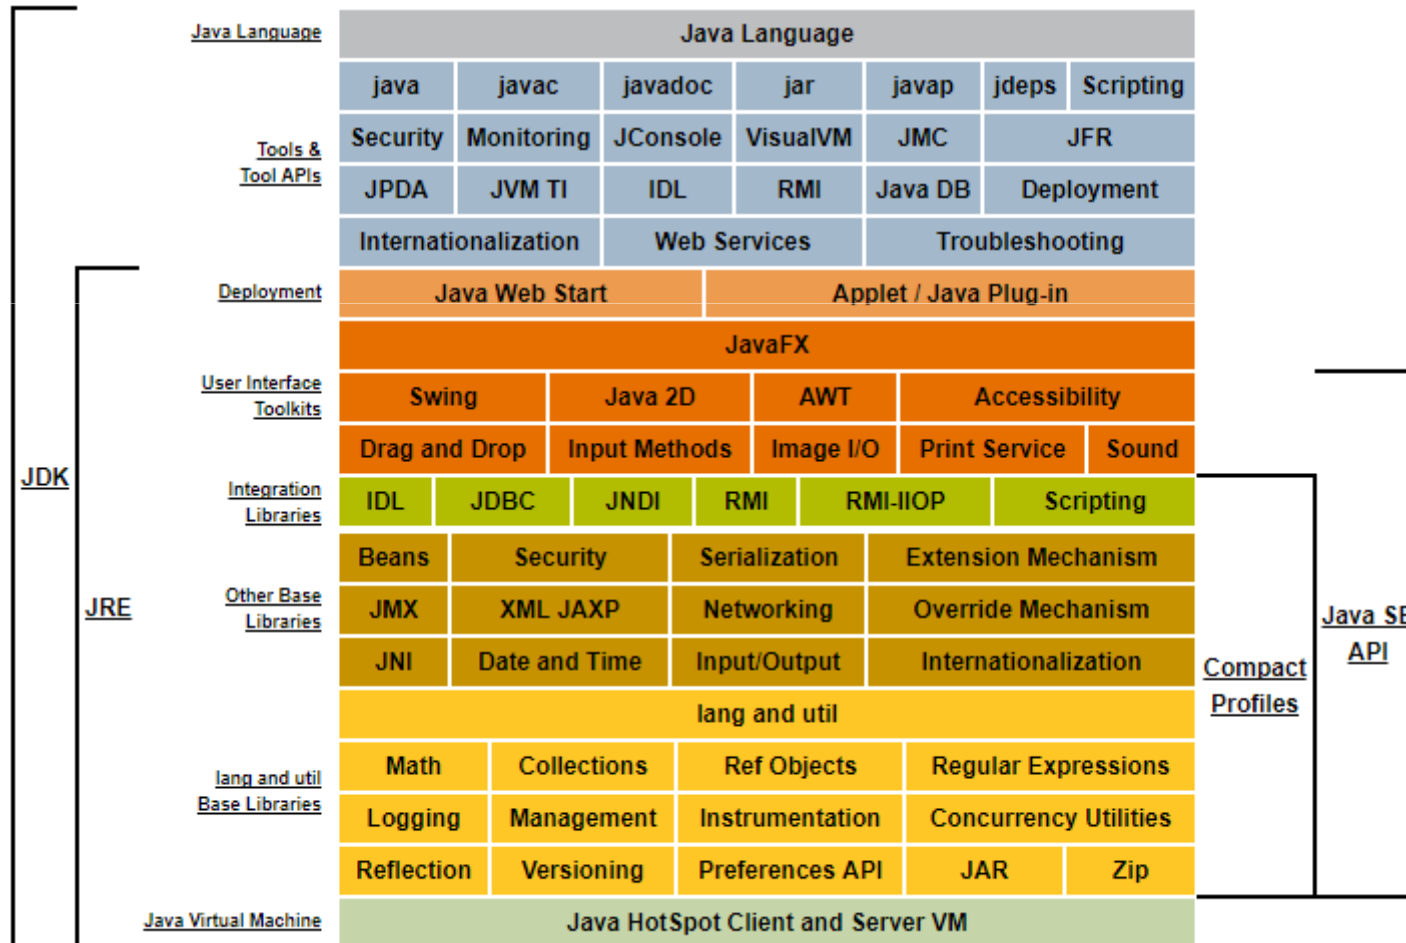 Java Language
Java Language
java javac javadoc jar javap jdeps Scripting
Tools &
Tool APIs
Security Monitoring JConsole VisualVM JMC JFR
JPDA JVM TI IDL RMI Java DB Deployment
Internationalization Web Services Troubleshooting
Deployment
Java Web Start Applet / Java Plug-in
JavaFX
User Interface
Toolkits
Swing Java 2D AWT Accessibility
Drag and Drop Input Methods Image I/O Print Service Sound
JDK
Integration
Libraries
IDL JDBC JNDI RMI RMI-IIOP Scripting
Beans Security Serialization Extension Mechanism
JRE
Other Base
Libraries
JMX XML JAXP Networking Override Mechanism
Java SE
API
JNI Date and Time Input/Output Internationalization
Compact
Profiles
lang and util
lang and util
Base Libraries
Math Collections Ref Objects Regular Expressions
Logging Management Instrumentation Concurrency Utilities
Reflection Versioning Preferences API JAR Zip
Java Virtual Machine
Java HotSpot Client and Server VM